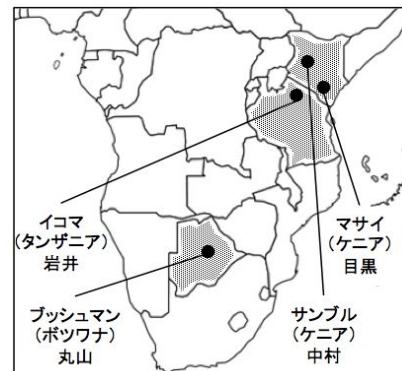 イコマ
(タンザニア)
岩井
マサイ
(ケニア)
目黒
ブッシュマン
(ボツワナ)
丸山
サンブル
(ケニア)
中村